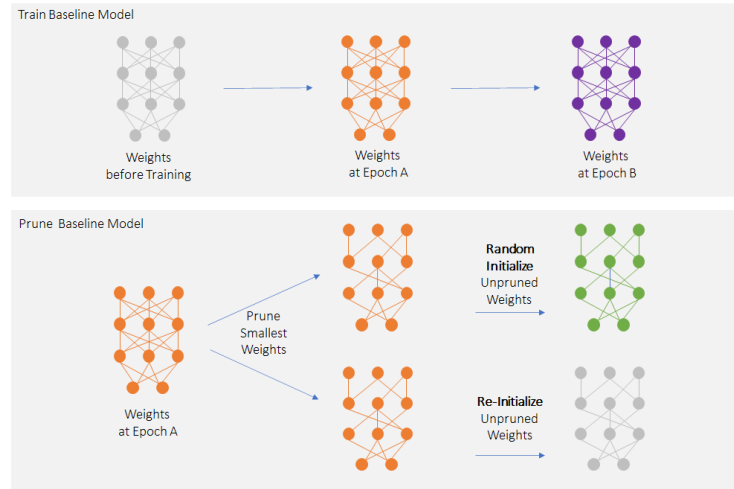 Train Baseline Model
Weights
before Training
Weights
at Epoch A
Weights
at Epoch B
Prune Baseline Model
Weights
at Epoch A
Prune
Smallest
Weights
Random
Initialize
Unpruned
Weights
Re-Initialize
Unpruned
Weights